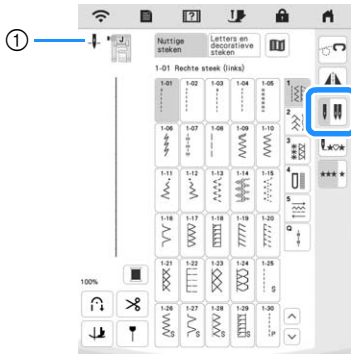 ①
Nuttige
steken
Letters en
decoratieve
steken
1-01 Rechte steek (links)
1-01 1-02 1-03 1-04 1-05
1
1-06 1-07 1-08 1-09 1-10
2
3
1-11 1-12 1-13 1-14 1-15
4
1-16 1-17 1-18 1-19 1-20
5
Q
1-21 1-22 1-23 1-24 1-25
S
100%
1-26 1-27 1-28 1-29 1-30
S S S P